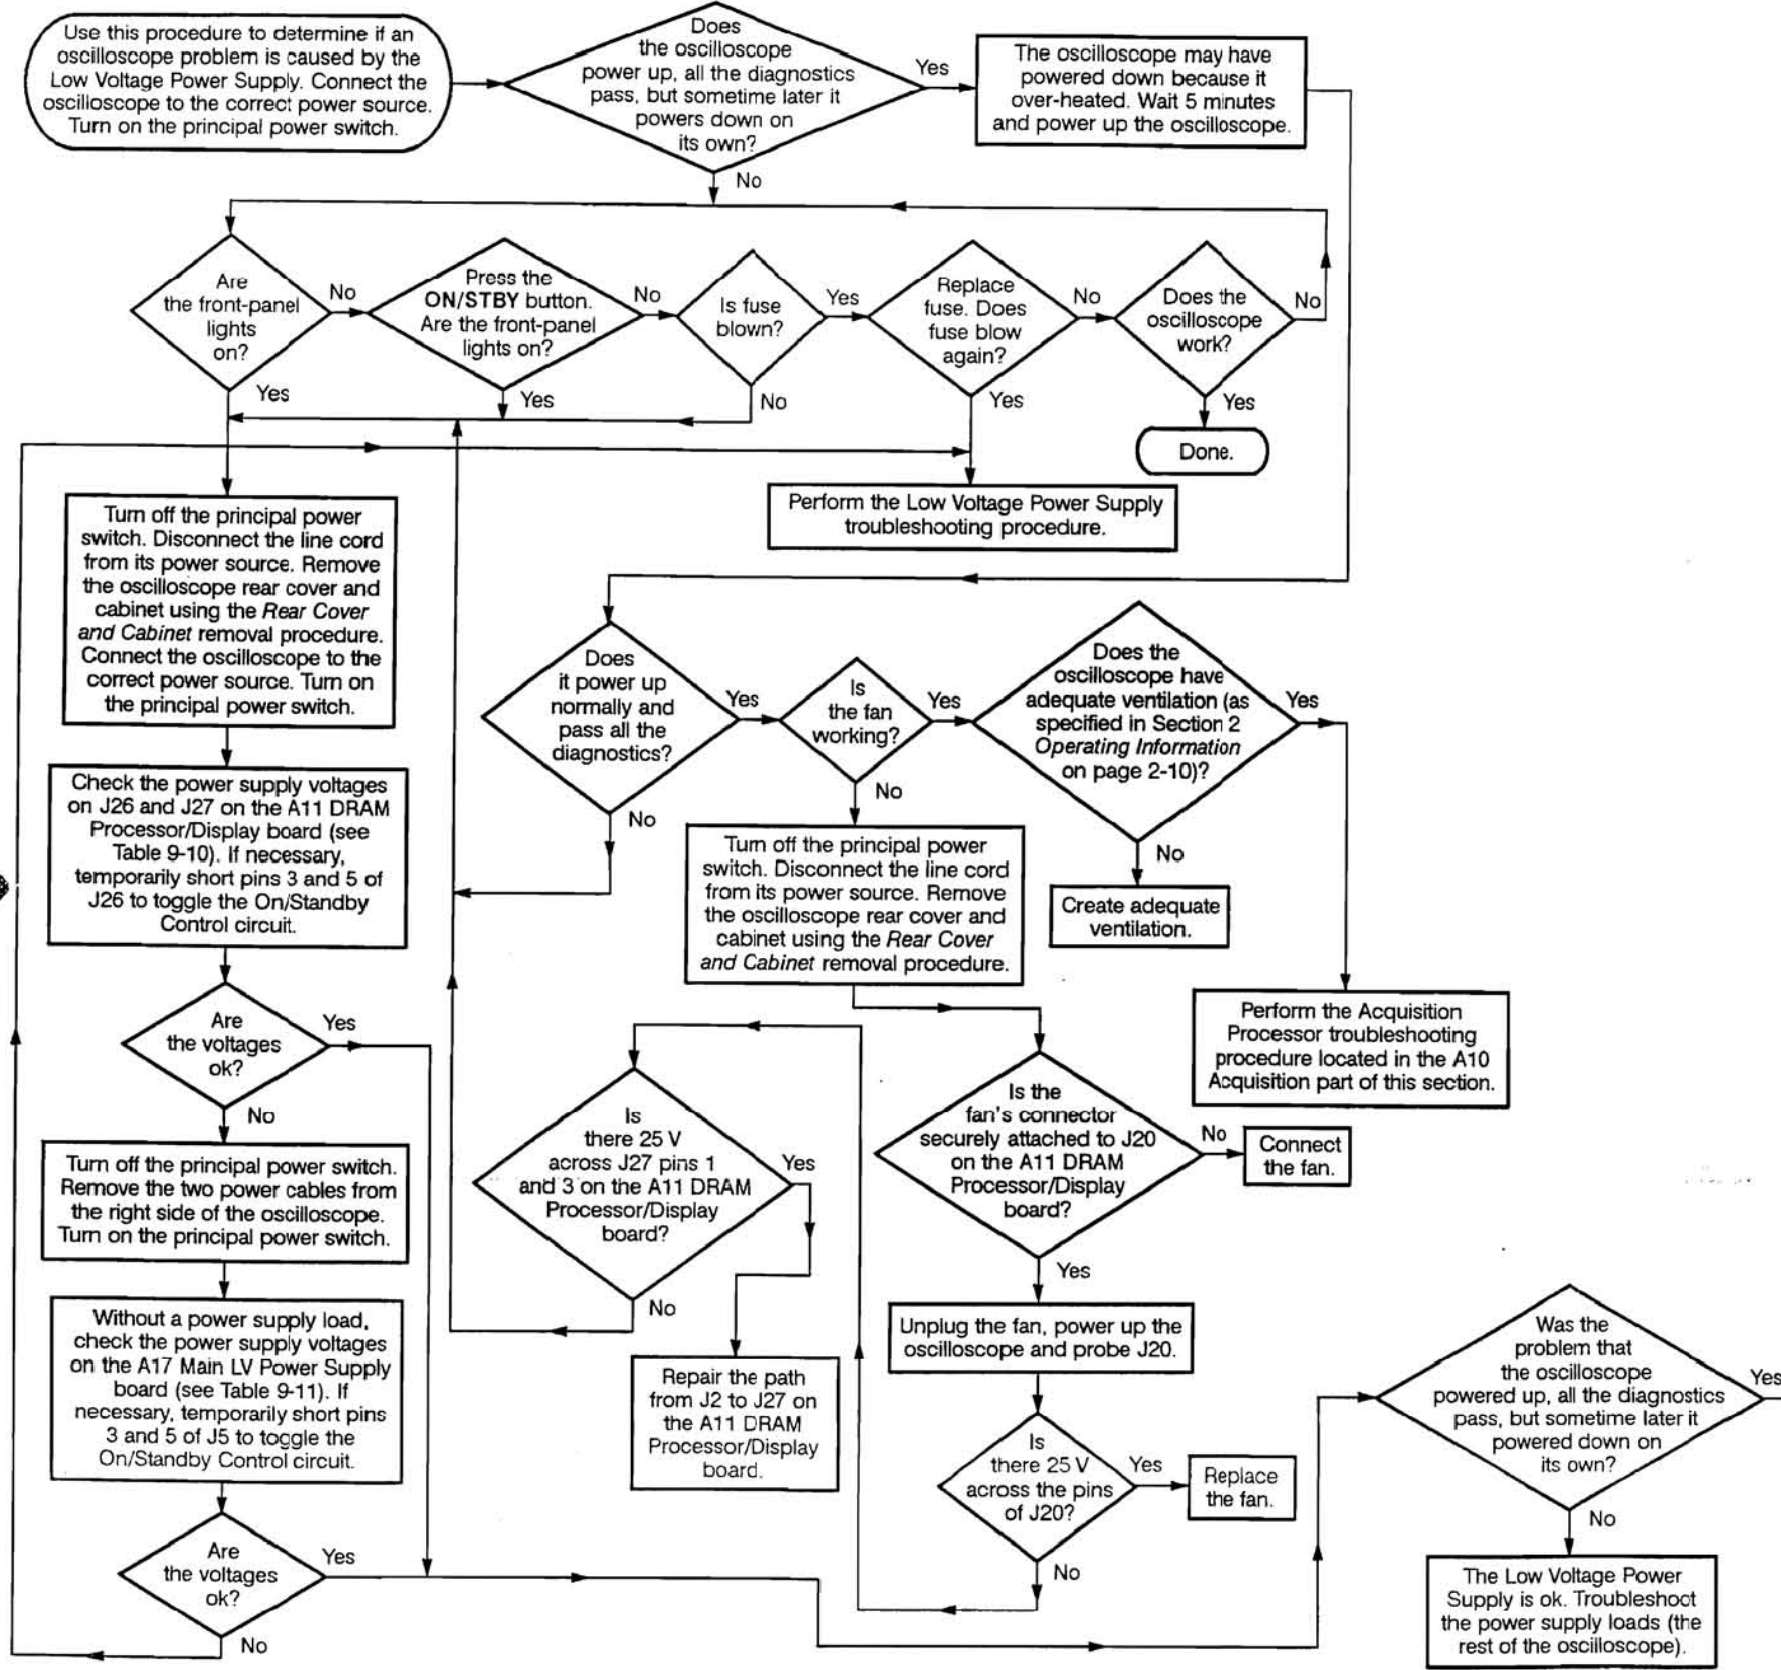 Use this procedure to determine if an
oscilloscope problem is caused by the
Low Voltage Power Supply. Connect the
oscilloscope to the correct power source.
Turn on the principal power switch.
Does
the oscilloscope
power up, all the diagnostics
pass, but sometime later it
powers down on
its own?
Yes
No
The oscilloscope may have
powered down because it
over-heated. Wait 5 minutes
and power up the oscilloscope.
Are
the front-panel
lights
on?
No
Yes
Press the
ON/STBY button.
Are the front-panel
lights on?
No
Yes
Is fuse
blown?
Yes
No
Replace
fuse. Does
fuse blow
again?
No
Yes
Does the
oscilloscope
work?
No
Yes
Done.
Perform the Low Voltage Power Supply
troubleshooting procedure.
Turn off the principal power
switch. Disconnect the line cord
from its power source. Remove
the oscilloscope rear cover and
cabinet using the Rear Cover
and Cabinet removal procedure.
Connect the oscilloscope to the
correct power source. Turn on
the principal power switch.
Check the power supply voltages
on J26 and J27 on the A11 DRAM
Processor/Display board (see
Table 9-10). If necessary,
temporarily short pins 3 and 5 of
J26 to toggle the On/Standby
Control circuit.
Are
the voltages
ok?
Yes
No
Turn off the principal power switch.
Remove the two power cables from
the right side of the oscilloscope.
Turn on the principal power switch.
Without a power supply load,
check the power supply voltages
on the A17 Main LV Power Supply
board (see Table 9-11). If
necessary, temporarily short pins
3 and 5 of J5 to toggle the
On/Standby Control circuit.
Are
the voltages
ok?
Yes
No
Does
it power up
normally and
pass all the
diagnostics?
Yes
No
Is
the fan
working?
Yes
No
Does the
oscilloscope have
adequate ventilation (as
specified in Section 2
Operating Information
on page 2-10)?
Yes
No
Create adequate
ventilation.
Turn off the principal power
switch. Disconnect the line cord
from its power source. Remove
the oscilloscope rear cover and
cabinet using the Rear Cover
and Cabinet removal procedure.
Perform the Acquisition
Processor troubleshooting
procedure located in the A10
Acquisition part of this section.
Is the
fan's connector
securely attached to J20
on the A11 DRAM
Processor/Display
board?
No
Yes
Connect
the fan.
Is
there 25 V
across J27 pins 1
and 3 on the A11 DRAM
Processor/Display
board?
Yes
No
Repair the path
from J2 to J27 on
the A11 DRAM
Processor/Display
board.
Unplug the fan, power up the
oscilloscope and probe J20.
Is
there 25 V
across the pins
of J20?
Yes
No
Replace
the fan.
Was the
problem that
the oscilloscope
powered up, all the diagnostics
pass, but sometime later it
powered down on
its own?
Yes
No
The Low Voltage Power
Supply is ok. Troubleshoot
the power supply loads (the
rest of the oscilloscope).